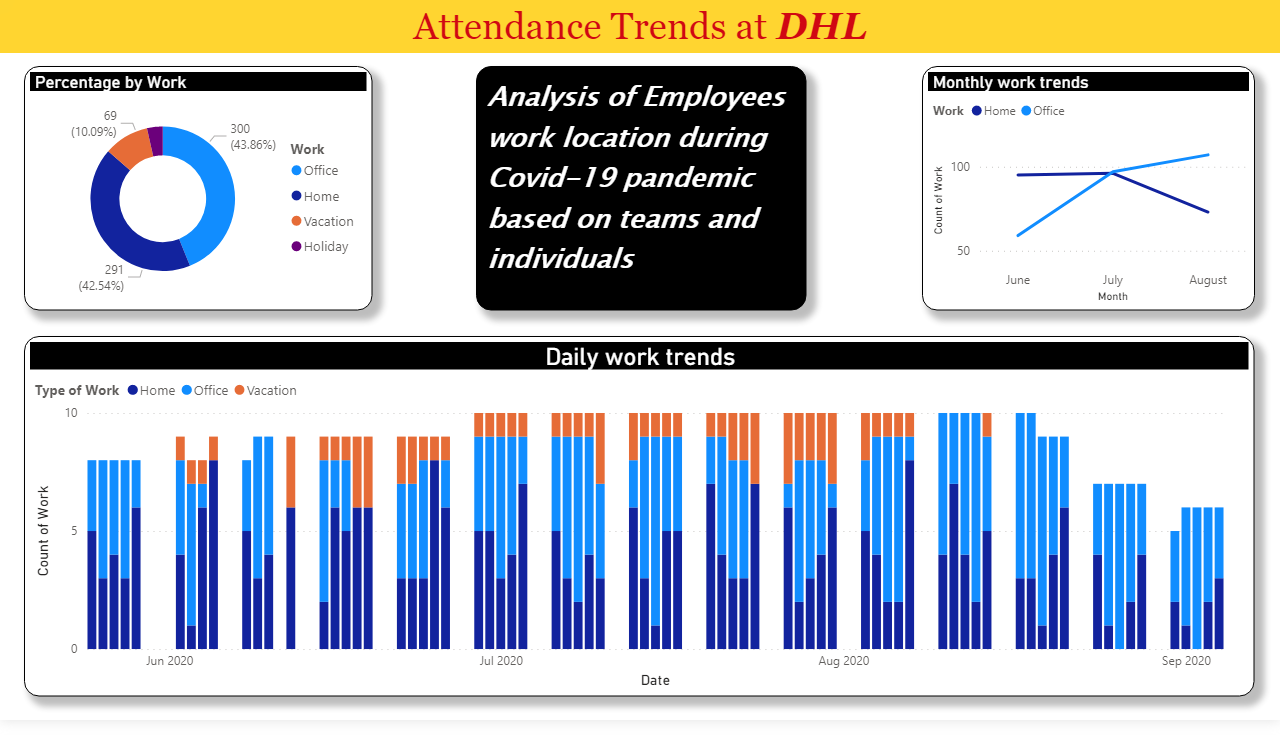 Attendance Trends at DHL
Percentage by Work
69
(10.09%)
300
(43.86%)
291
(42.54%)
Work
Office
Home
Vacation
Holiday
Analysis of Employees
work location during
Covid-19 pandemic
based on teams and
individuals
Monthly work trends
Work Home Office
Count of Work
100
50
June July August
Month
Daily work trends
Type of Work Home Office Vacation
Count of Work
10
5
0
Jun 2020 Jul 2020 Aug 2020 Sep 2020
Date